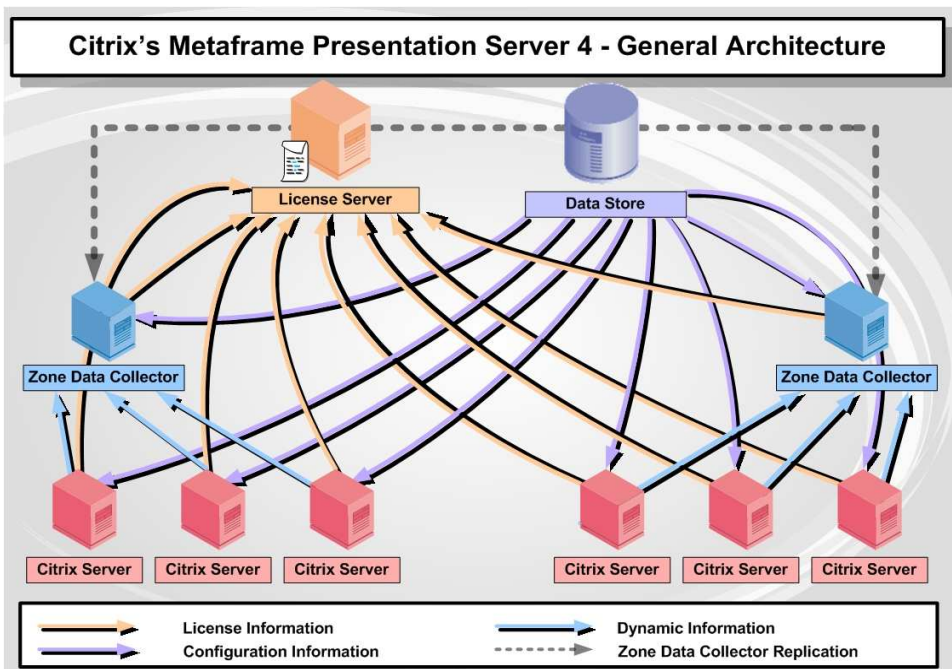 Citrix's Metaframe Presentation Server 4 - General Architecture
License Server
Data Store
Zone Data Collector
Zone Data Collector
Citrix Server
Citrix Server
Citrix Server
Citrix Server
Citrix Server
Citrix Server
License Information
Dynamic Information
Configuration Information
Zone Data Collector Replication